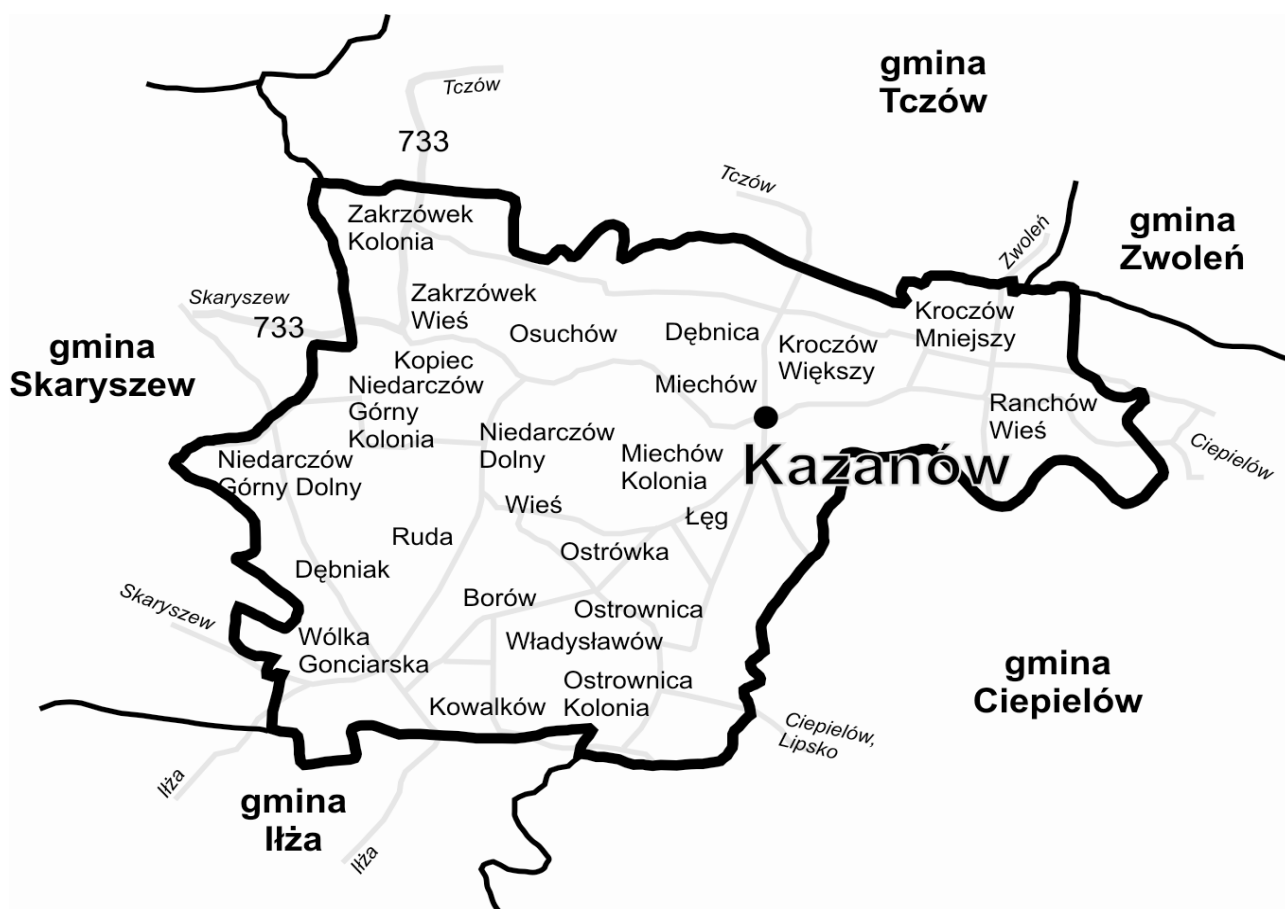 gmina
Tczów
Tczów
733
Tczów
Zakrzówek
Kolonia
gmina
Zwoleń
Zwoleń
Skaryszew
733
Zakrzówek
Wieś
Osuchów
Dębnica
Kroczów
Większy
Kroczów
Mniejszy
gmina
Skaryszew
Kopiec
Niedarczów
Górny
Kolonia
Miechów
Ranchów
Wieś
Niedarczów
Górny Dolny
Niedarczów
Dolny
Miechów
Kolonia
Kazanów
Ciepielów
Wieś
Łęg
Ruda
Ostrówka
Dębniak
Skaryszew
Borów
Ostrownica
Wólka
Gonciarska
Władysławów
gmina
Ciepielów
Ostrownica
Kolonia
Kowalków
Ciepielów,
Lipsko
Iłża
gmina
Iłża
Iłża